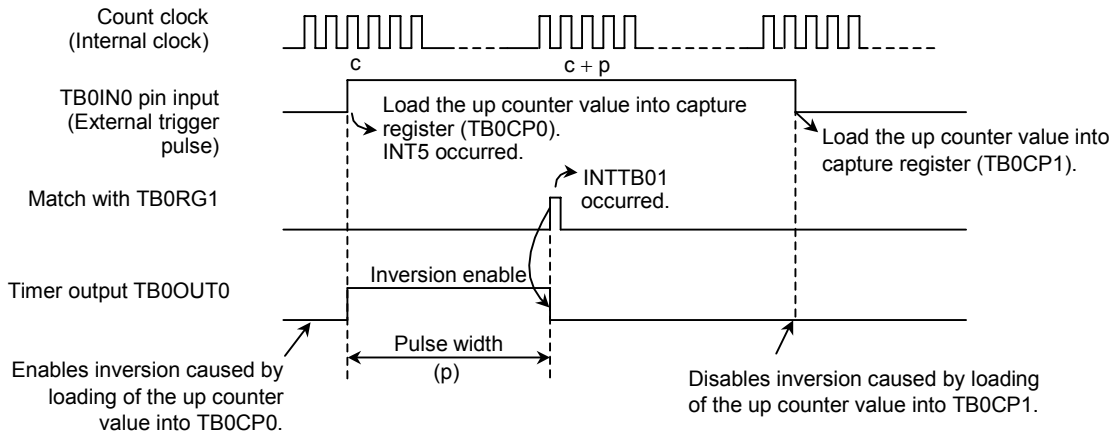 Count clock
(Internal clock)
c
c + p
TB0IN0 pin input
(External trigger
pulse)
Load the up counter value into capture
register (TB0CP0).
INT5 occurred.
Load the up counter value into
capture register (TB0CP1).
Match with TB0RG1
INTTB01
occurred.
Inversion enable
Timer output TB0OUT0
Pulse width
(p)
Enables inversion caused by
loading of the up counter
value into TB0CP0.
Disables inversion caused by loading
of the up counter value into TB0CP1.